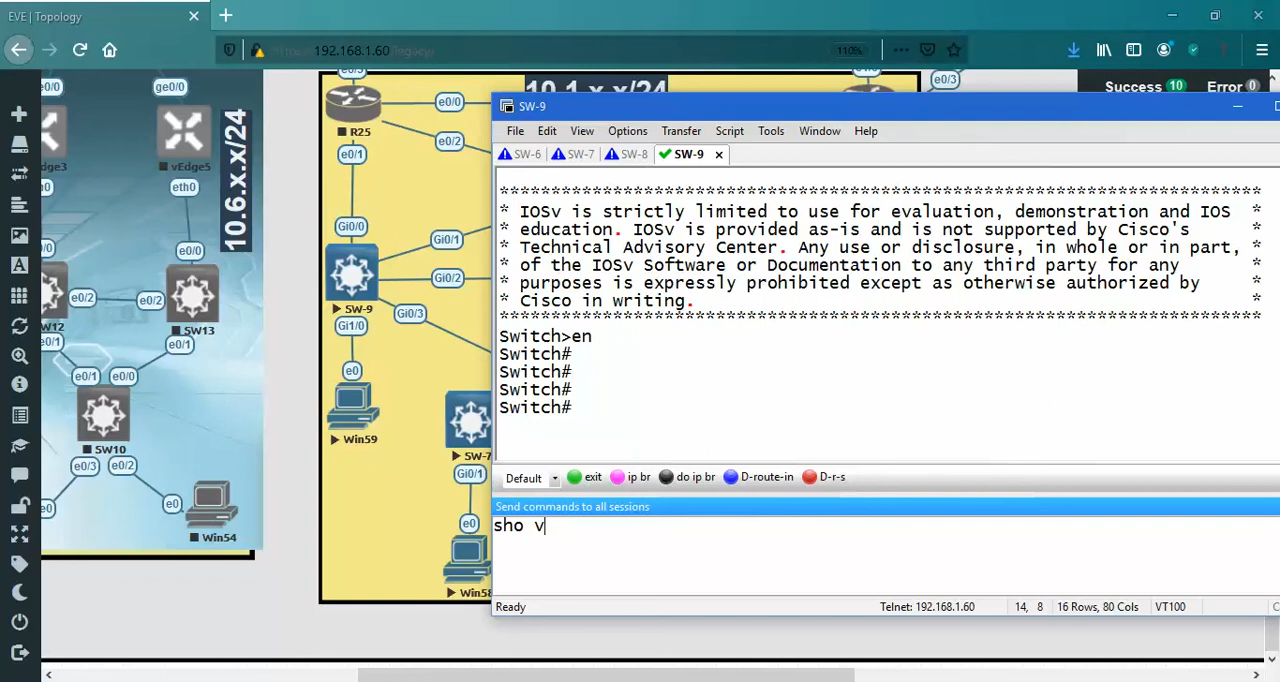 EVE | Topology
192.168.1.60/legacy/
110%
Success 10 Error 0
ge0/0
vEdge5
eth0
10.6.x.x/24
e0/0
e0/2
e0/2
SW13
e0/1
e0/1
e0/0
SW10
e0/3
e0/2
e0
Win54
e0/0
R25
e0/2
e0/1
e0/3
Gi0/0
Gi0/1
Gi0/2
SW-9
Gi0/3
Gi1/0
e0
Win59
SW-7
Gi0/1
e0
SW-9
File Edit View Options Transfer Script Tools Window Help
SW-6 SW-7 SW-8 SW-9
**************************************************************************
* IOSv is strictly limited to use for evaluation, demonstration and IOS *
* education. IOSv is provided as-is and is not supported by Cisco's *
* Technical Advisory Center. Any use or disclosure, in whole or in part, *
* of the IOSv Software or Documentation to any third party for any *
* purposes is expressly prohibited except as otherwise authorized by *
* Cisco in writing. *
**************************************************************************
Switch>en
Switch#
Switch#
Switch#
Switch#
Default exit ip br do ip br D-route-in D-r-s
Send commands to all sessions
sho v
Ready Telnet: 192.168.1.60 14, 8 16 Rows, 80 Cols VT100